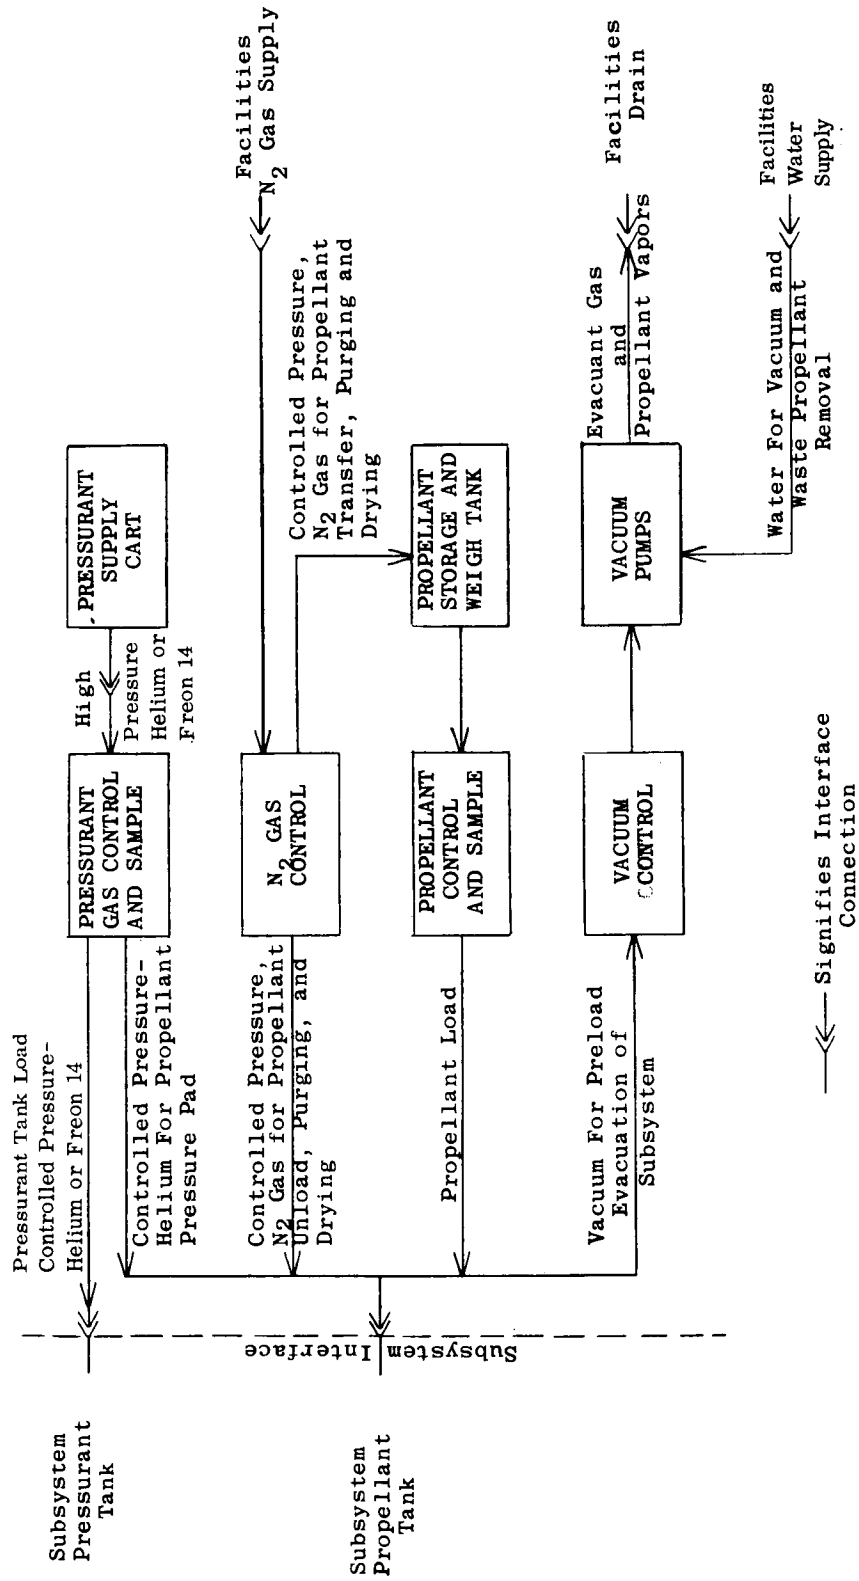 Subsystem
Pressurant
Tank
Subsystem
Propellant
Tank
Subsystem Interface
Pressurant Tank Load
Controlled Pressure-
Helium or Freon 14
Controlled Pressure-
Helium For Propellant
Pressure Pad
Controlled Pressure,
N2 Gas for Propellant
Unload, Purging, and
Drying
Propellant Load
Vacuum For Preload
Evacuation of
Subsystem
PRESSURANT
GAS CONTROL
AND SAMPLE
N2 GAS
CONTROL
PROPELLANT
CONTROL
AND SAMPLE
VACUUM
CONTROL
High
Pressure
Helium or
Freon 14
PRESSURANT
SUPPLY
CART
Controlled Pressure,
N2 Gas for Propellant
Transfer, Purging and
Drying
PROPELLANT
STORAGE AND
WEIGH TANK
VACUUM
PUMPS
Facilities
N2 Gas Supply
Evacuant Gas
and
Propellant Vapors
Facilities
Drain
Water For Vacuum and
Waste Propellant
Removal
Facilities
Water
Supply
Signifies Interface
Connection